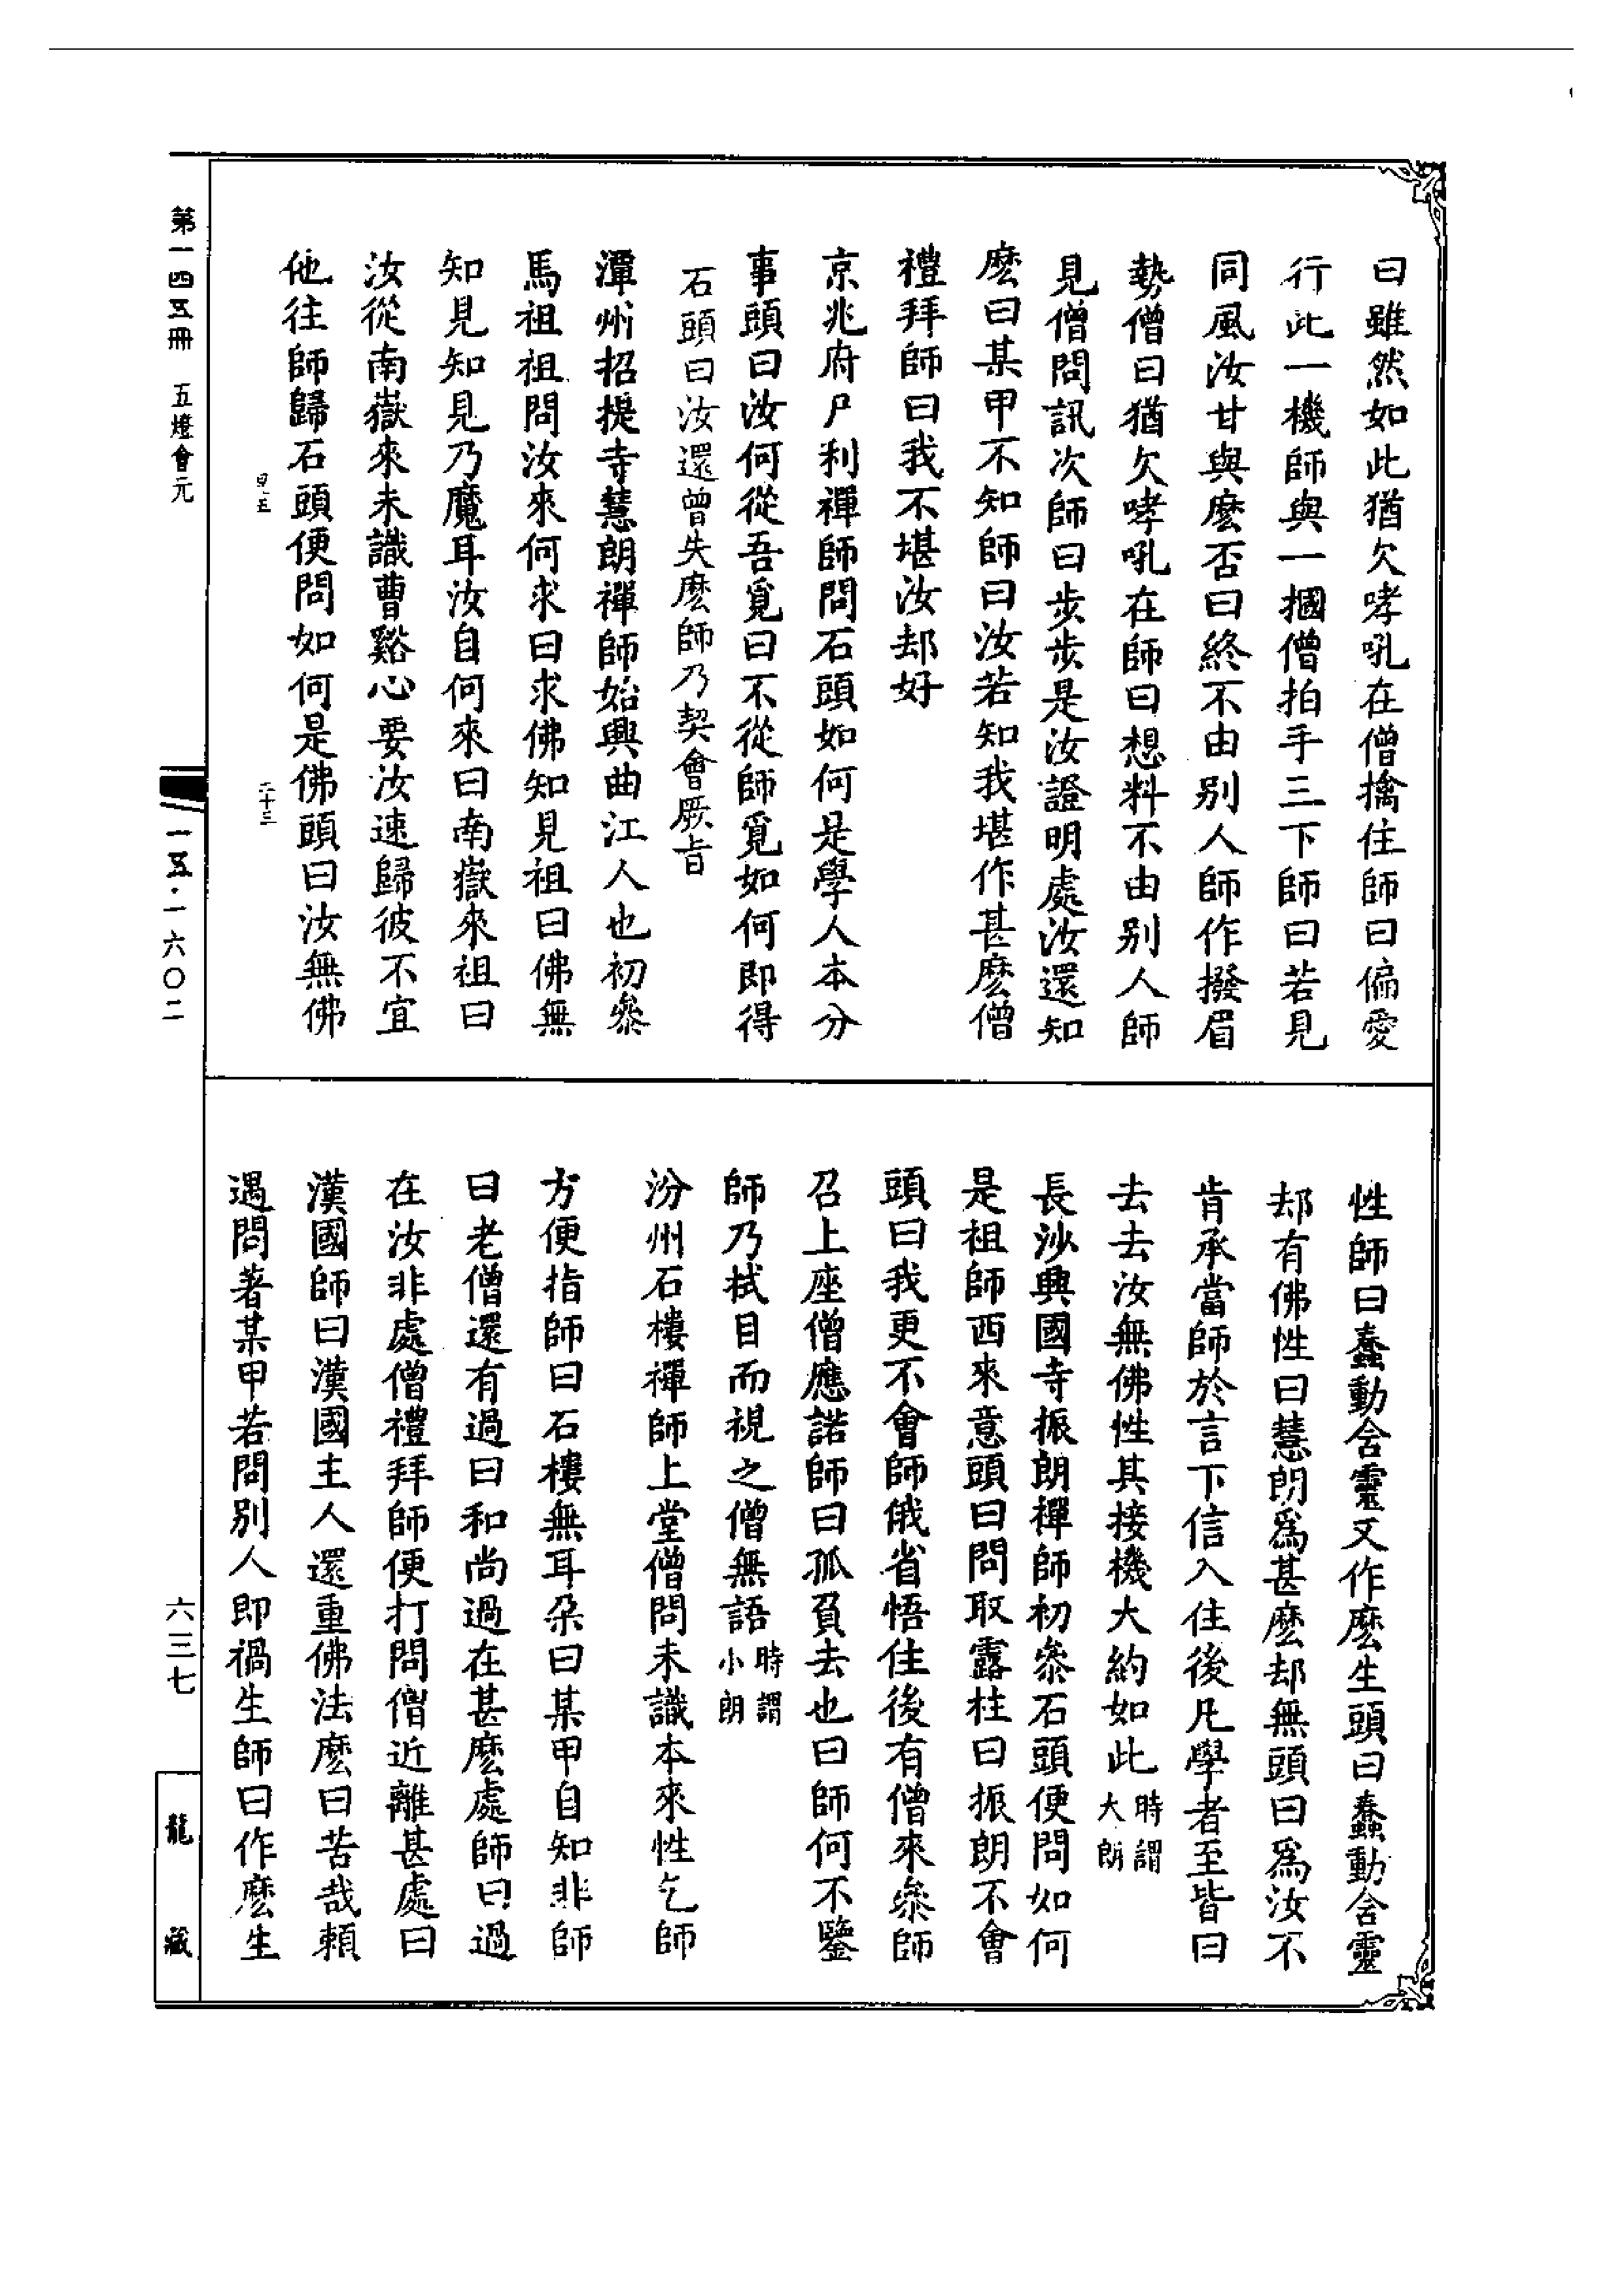 曰雖然如此猶欠哮吼在僧擒住師曰偏愛
行此一機師與一摑僧拍手三下師曰若見
同風汝甘與麽否曰終不由別人師作撥眉
勢僧曰猶欠哮吼在師曰想料不由別人師
見僧問訊次師曰步步是汝證明處汝還知
麽曰某甲不知師曰汝若知我堪作甚麽僧
禮拜師曰我不堪汝却好
京兆府尸利禪師問石頭如何是學人本分
事頭曰汝何從吾覓曰不從師覓如何即得
石頭曰汝還曾失麽師乃契會厥旨
潭州招提寺慧朗禪師始興曲江人也初參
馬祖祖問汝來何求曰求佛知見祖曰佛無
知見知見乃魔耳汝自何來曰南嶽來祖曰
汝從南嶽來未識曹谿心要汝速歸彼不宜
他往師歸石頭便問如何是佛頭曰汝無佛
二十三
性師曰蠢動含靈又作麽生頭曰蠢動含靈
却有佛性曰慧朗爲甚麽却無頭曰爲汝不
肯承當師於言下信入住後凡學者至皆曰
去去汝無佛性其接機大約如此時謂大朗
長沙興國寺振朗禪師初參石頭便問如何
是祖師西來意頭曰問取露柱曰振朗不會
頭曰我更不會師俄省悟住後有僧來參師
召上座僧應諾師曰孤負去也曰師何不鑒
師乃拭目而視之僧無語時謂小朗
汾州石樓禪師上堂僧問未識本來性乞師
方便指師曰石樓無耳朵曰某甲自知非師
曰老僧還有過曰和尚過在甚麽處師曰過
在汝非處僧禮拜師便打問僧近離甚處曰
漢國師曰漢國主人還重佛法麽曰苦哉賴
遇問著某甲若問別人即禍生師曰作麽生
第一四五冊 五燈會元
一五·一六〇二
六三七
龍藏